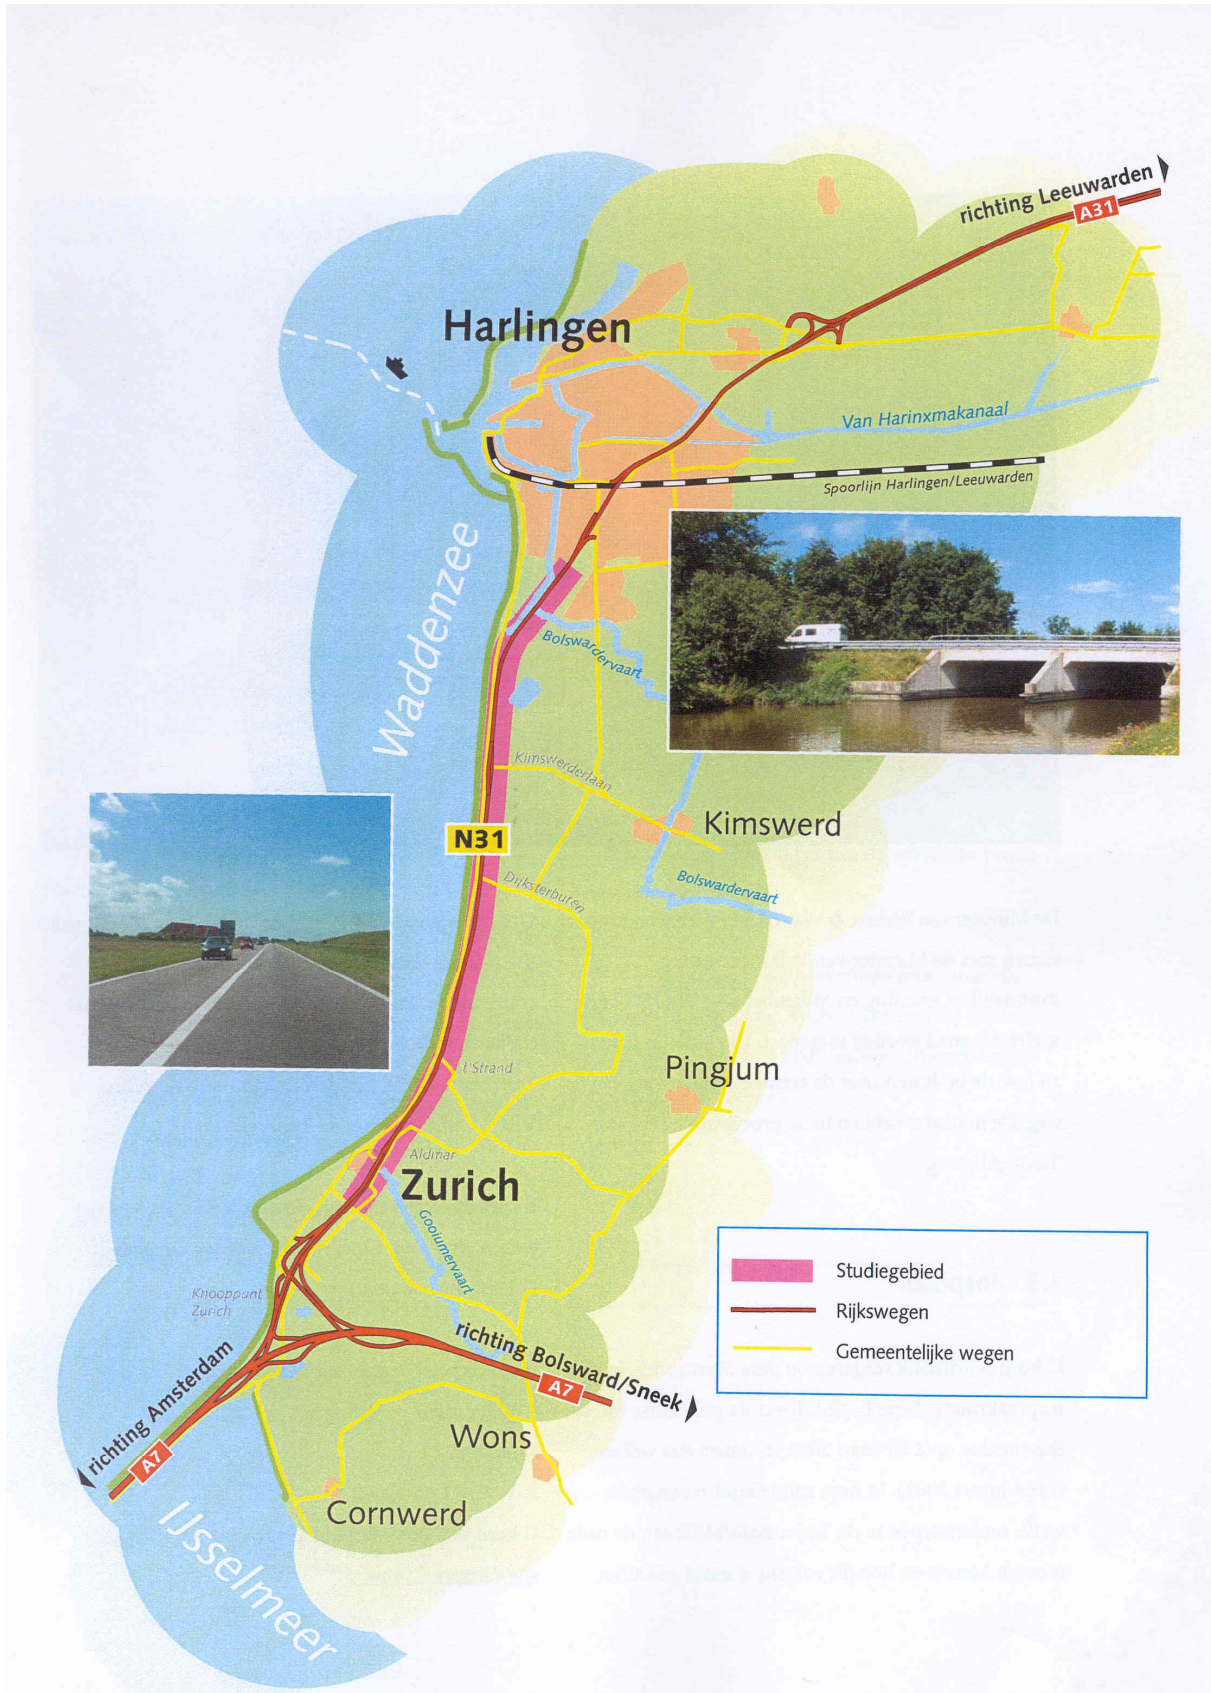 richting Leeuwarden
A31
Harlingen
Van Harinxmakanaal
Spoorlijn Harlingen/Leeuwarden
Waddenzee
Bolswardervaart
Kimswerderlaan
Kimswerd
N31
Bolswardervaart
Dijksterburen
t'Strand
Pingjum
Aldmar
Zurich
Gooiumervaart
Studiegebied
Knooppunt
Zurich
Rijkswegen
Gemeentelijke wegen
richting Bolsward/Sneek
richting Amsterdam
A7
A7
Wons
Cornwerd
IJsselmeer